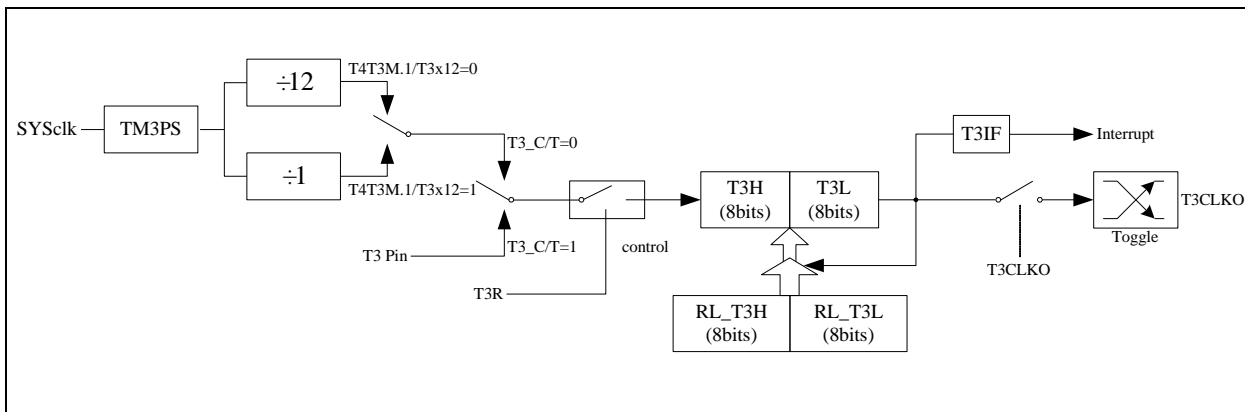 SYSclk
TM3PS
÷12
÷1
T4T3M.1/T3x12=0
T4T3M.1/T3x12=1
T3_C/T=0
T3_C/T=1
T3 Pin
T3R
control
T3H
(8bits)
T3L
(8bits)
RL_T3H
(8bits)
RL_T3L
(8bits)
T3IF
Interrupt
T3CLKO
Toggle
T3CLKO